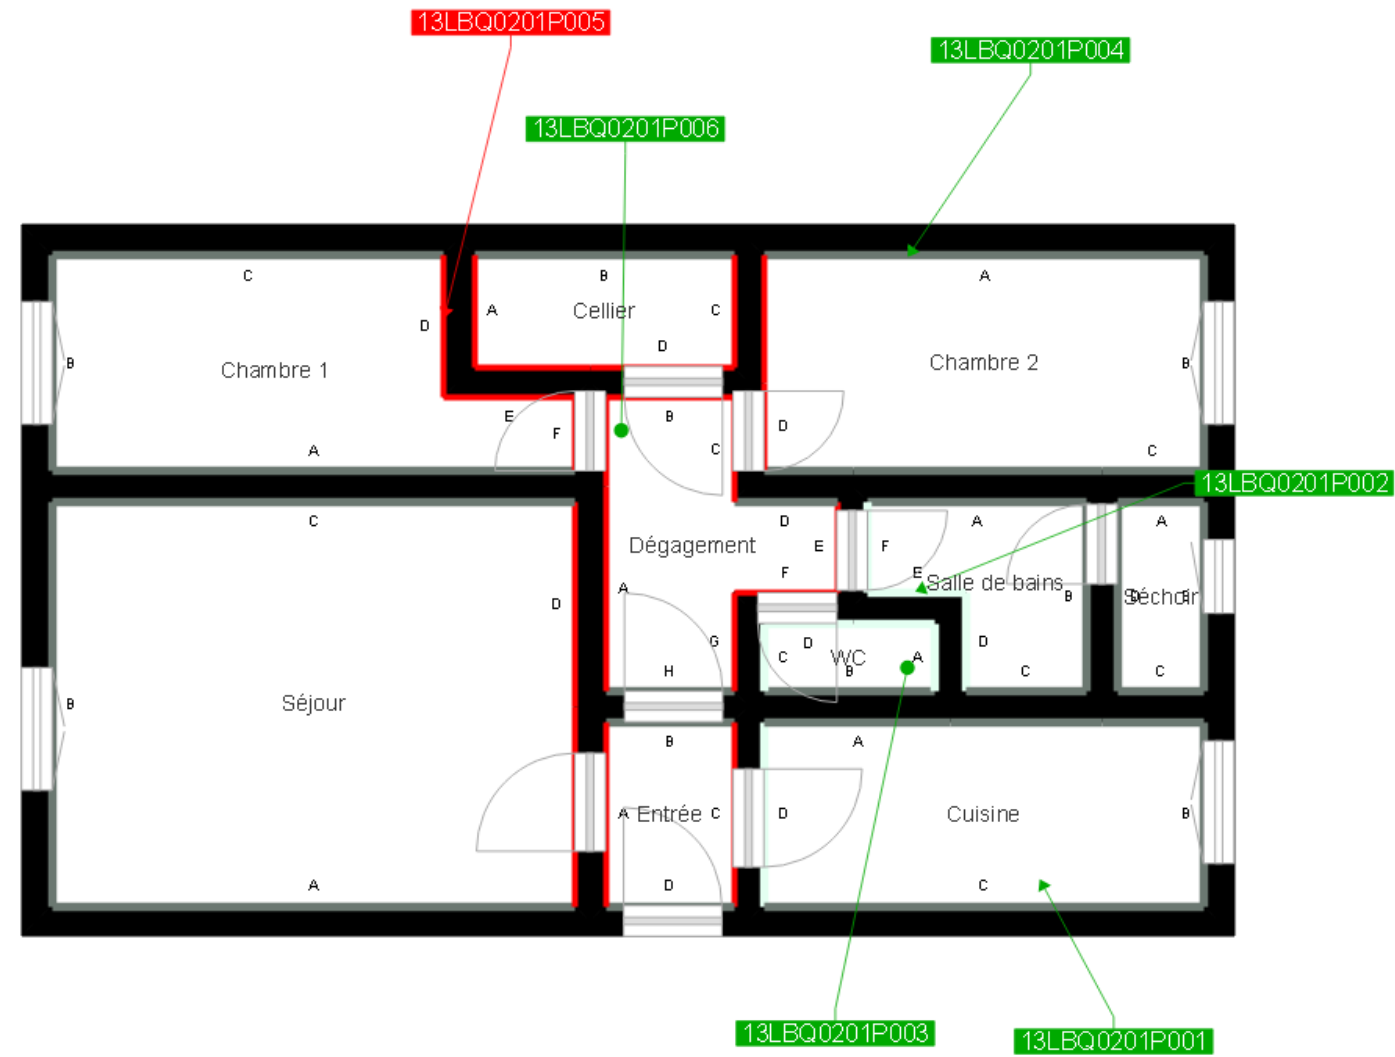 13LBQ0201P005
13LBQ0201P004
13LBQ0201P006
C
D
B
Chambre 1
E
F
A
B
A
Cellier
C
D
A
Chambre 2
B
D
C
13LBQ0201P002
B
C
D
Dégagement
E
F
A
G
H
A
F
E
Salle de bains
B
D
C
A
Séchoir
D
B
C
D
C
WC
A
B
C
D
B
Séjour
A
B
A
Entrée
C
D
A
D
Cuisine
B
C
13LBQ0201P003
13LBQ0201P001